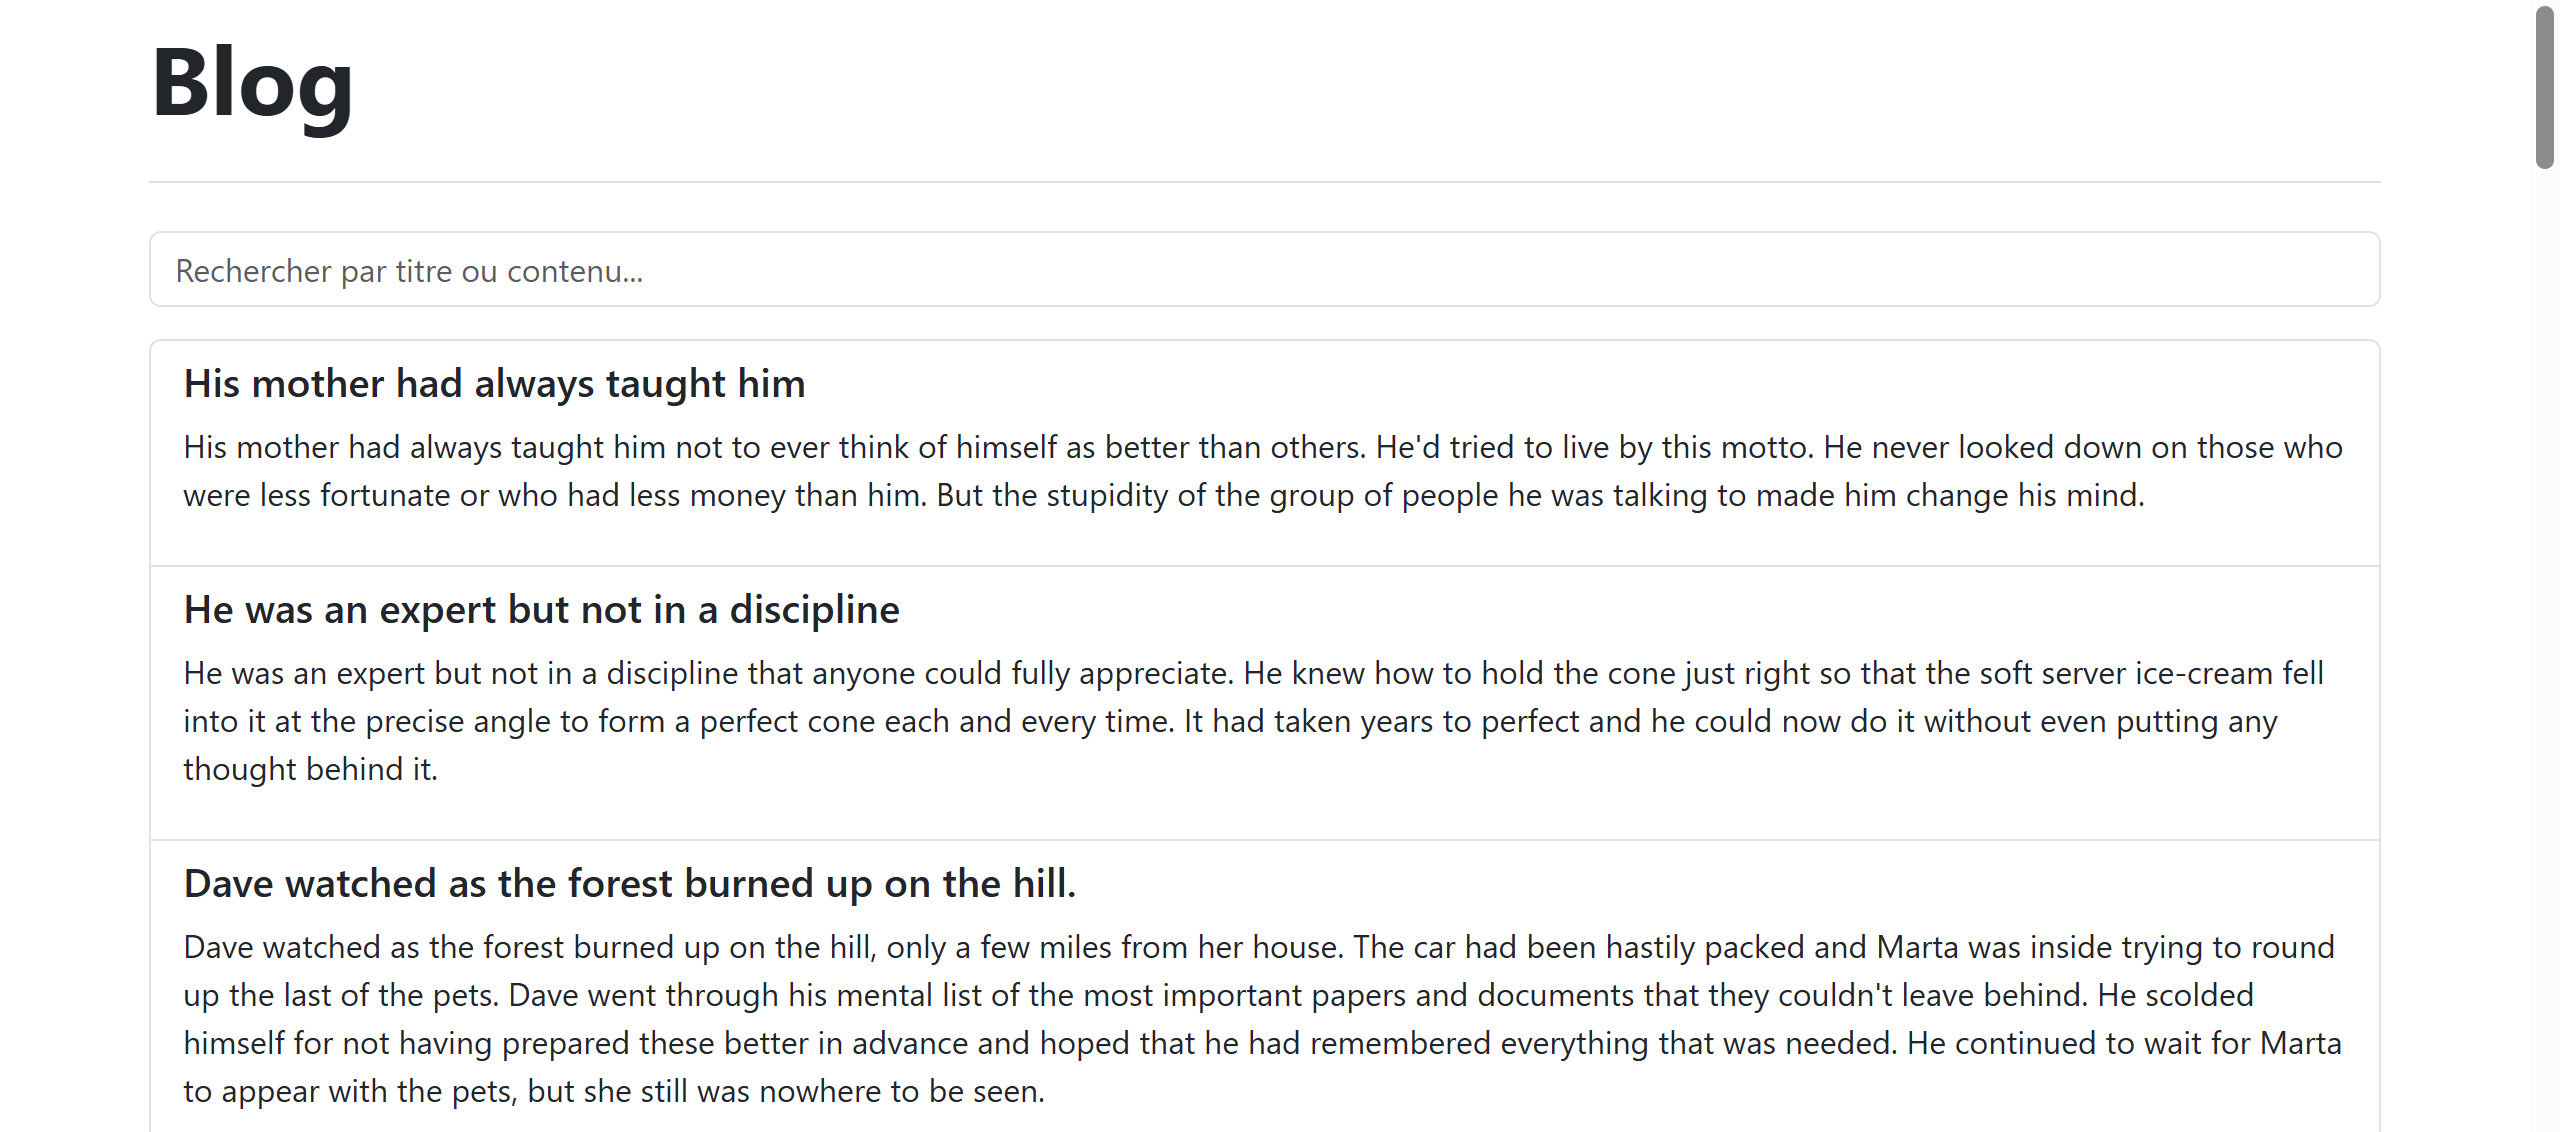 Blog
Rechercher par titre ou contenu...
His mother had always taught him
His mother had always taught him not to ever think of himself as better than others. He'd tried to live by this motto. He never looked down on those who
were less fortunate or who had less money than him. But the stupidity of the group of people he was talking to made him change his mind.
He was an expert but not in a discipline
He was an expert but not in a discipline that anyone could fully appreciate. He knew how to hold the cone just right so that the soft server ice-cream fell
into it at the precise angle to form a perfect cone each and every time. It had taken years to perfect and he could now do it without even putting any
thought behind it.
Dave watched as the forest burned up on the hill.
Dave watched as the forest burned up on the hill, only a few miles from her house. The car had been hastily packed and Marta was inside trying to round
up the last of the pets. Dave went through his mental list of the most important papers and documents that they couldn't leave behind. He scolded
himself for not having prepared these better in advance and hoped that he had remembered everything that was needed. He continued to wait for Marta
to appear with the pets, but she still was nowhere to be seen.